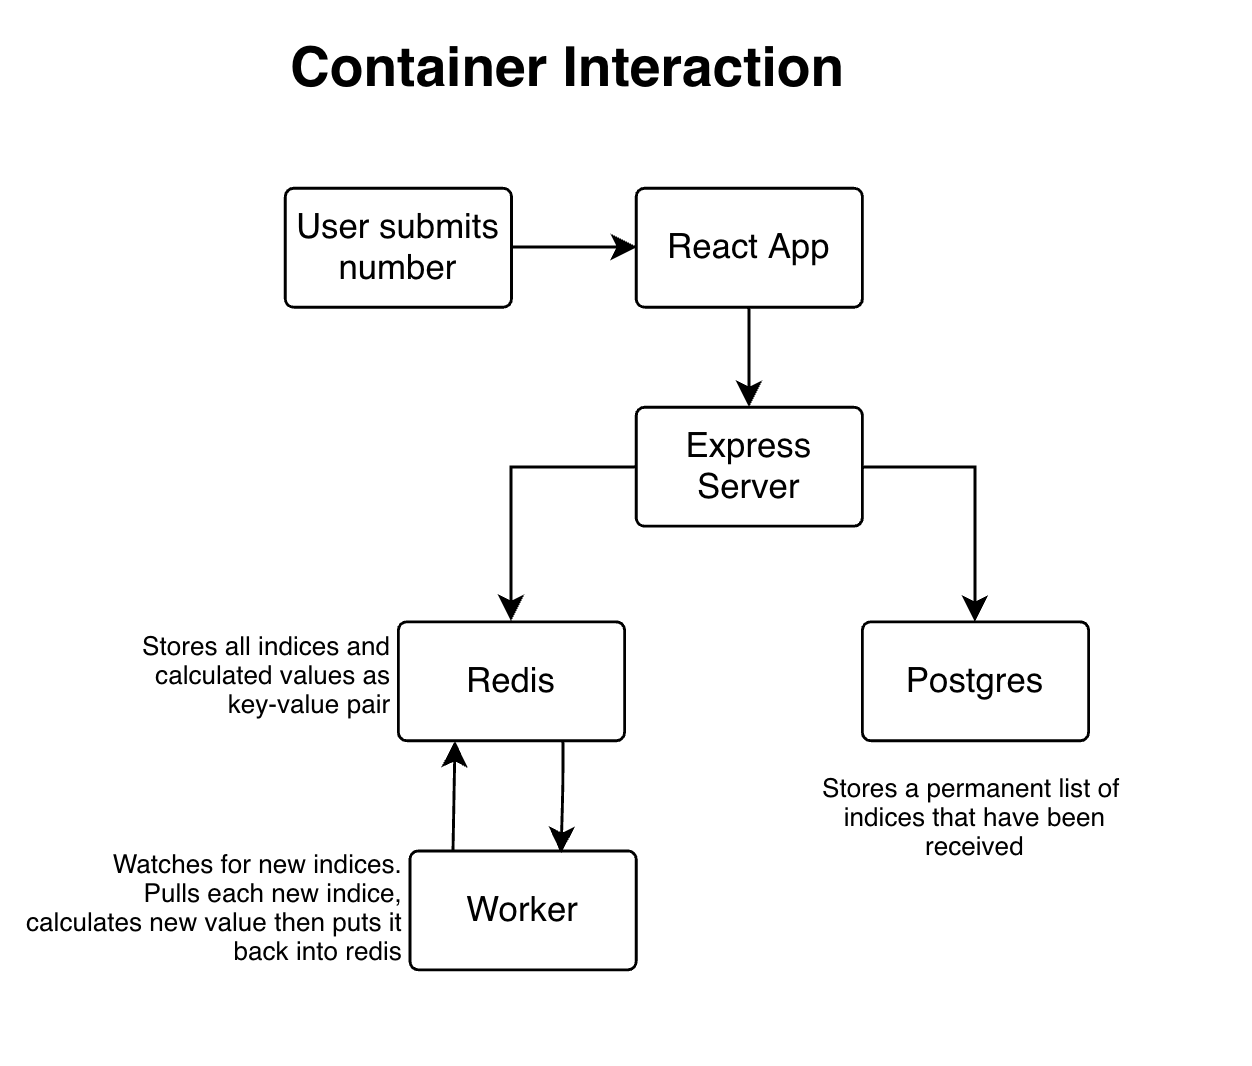 Container Interaction
User submits
number
React App
Express
Server
Stores all indices and
calculated values as
key-value pair
Redis
Postgres
Stores a permanent list of
indices that have been
received
Watches for new indices.
Pulls each new indice,
calculates new value then puts it
back into redis
Worker